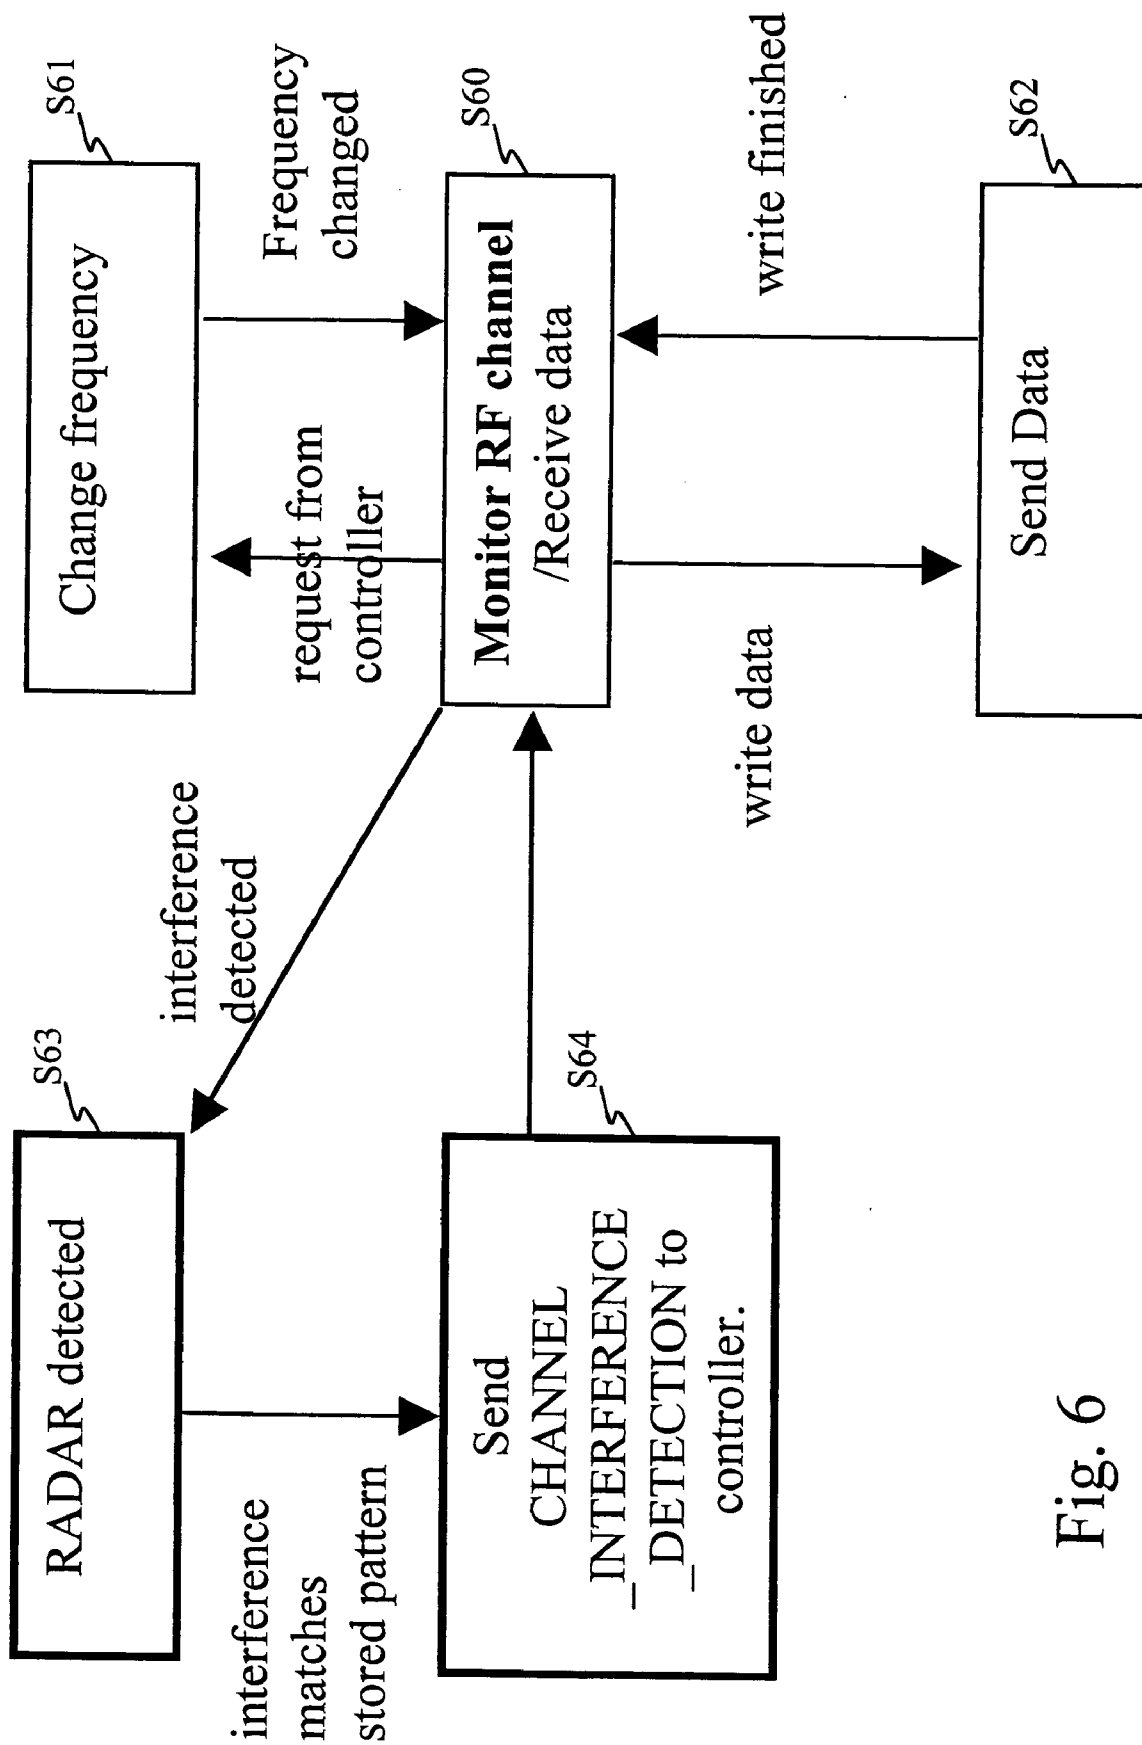 RADAR detected
S63
interference
detected
Change frequency
S61
interference
matches
stored pattern
request from
controller
Frequency
changed
Send
CHANNEL
_INTERFERENCE
_DETECTION to
controller.
S64
Monitor RF channel
/Receive data
S60
write data
write finished
Send Data
S62
Fig. 6